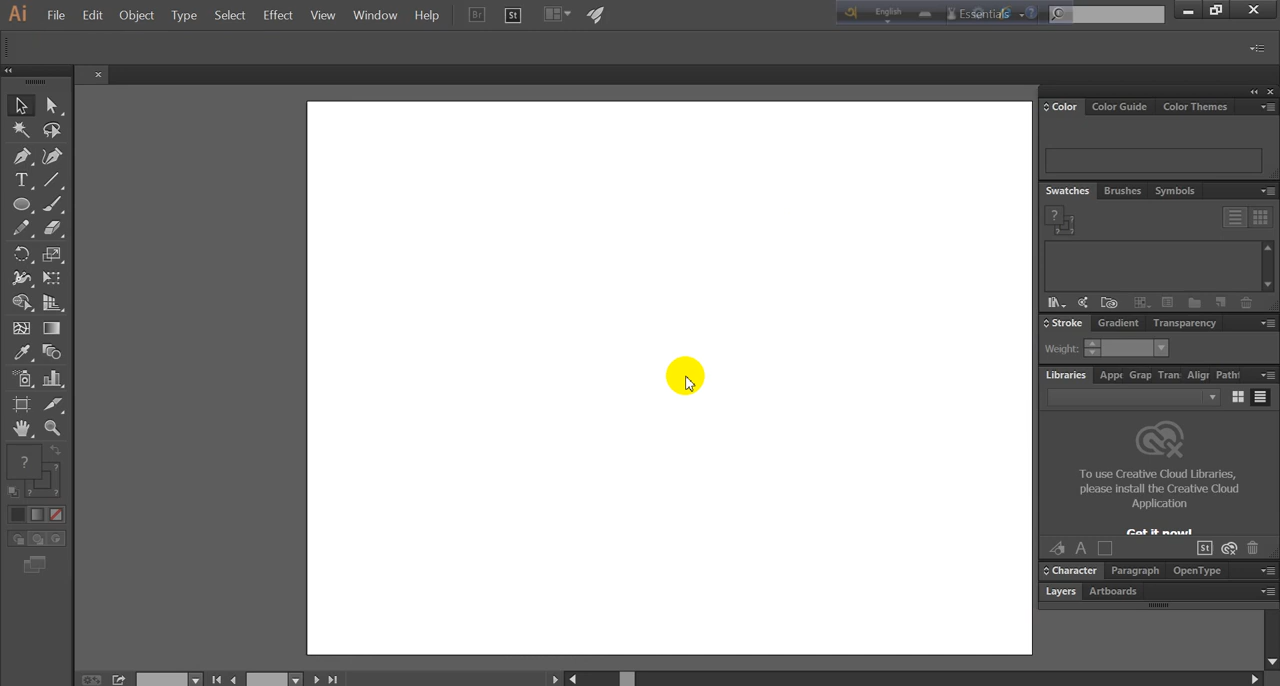 Ai File Edit Object Type Select Effect View Window Help Br St English Essentials
Color Color Guide Color Themes
Swatches Brushes Symbols
?
Stroke Gradient Transparency
Weight:
Libraries Appe Grap Tran Align Pathf
To use Creative Cloud Libraries,
please install the Creative Cloud
Application
Get it now!
St
Character Paragraph OpenType
Layers Artboards
T
?